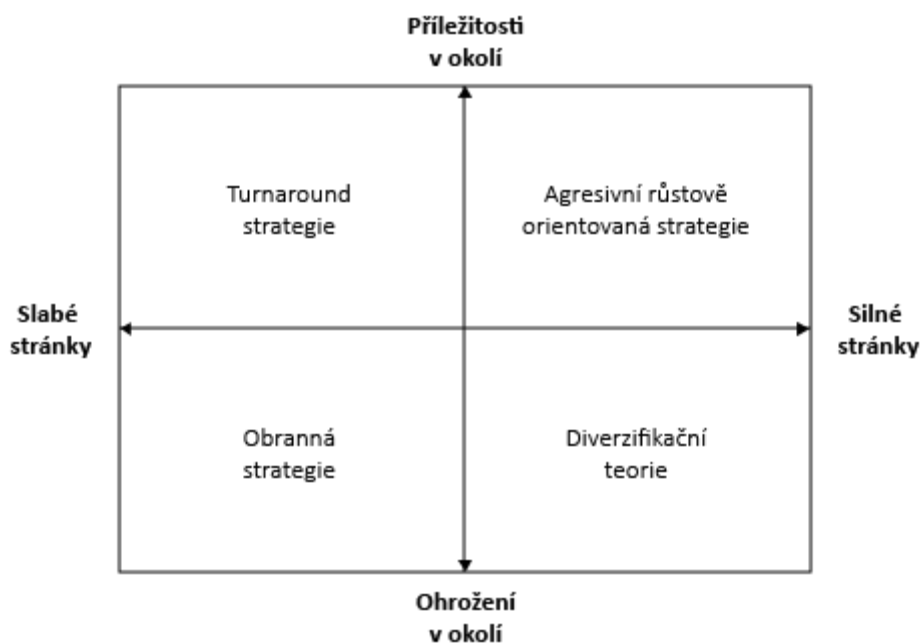 Příležitosti
v okolí
Turnaround
strategie
Agresivní růstově
orientovaná strategie
Slabé
stránky
Silné
stránky
Obranná
strategie
Diverzifikační
teorie
Ohrožení
v okolí